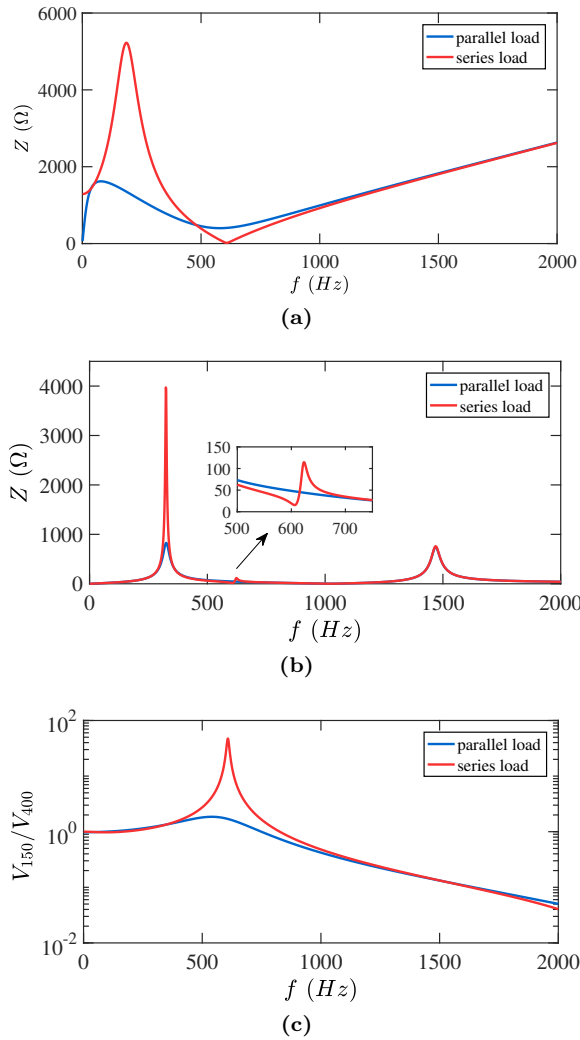 6000
4000
2000
0
Z (Ω)
parallel load
series load
0 500 1000 1500 2000
f (Hz)
(a)
4000
3000
2000
1000
0
Z (Ω)
parallel load
series load
150
100
50
0
500 600 700
0 500 1000 1500 2000
f (Hz)
(b)
10^2
10^0
10^-2
V_150/V_400
parallel load
series load
0 500 1000 1500 2000
f (Hz)
(c)